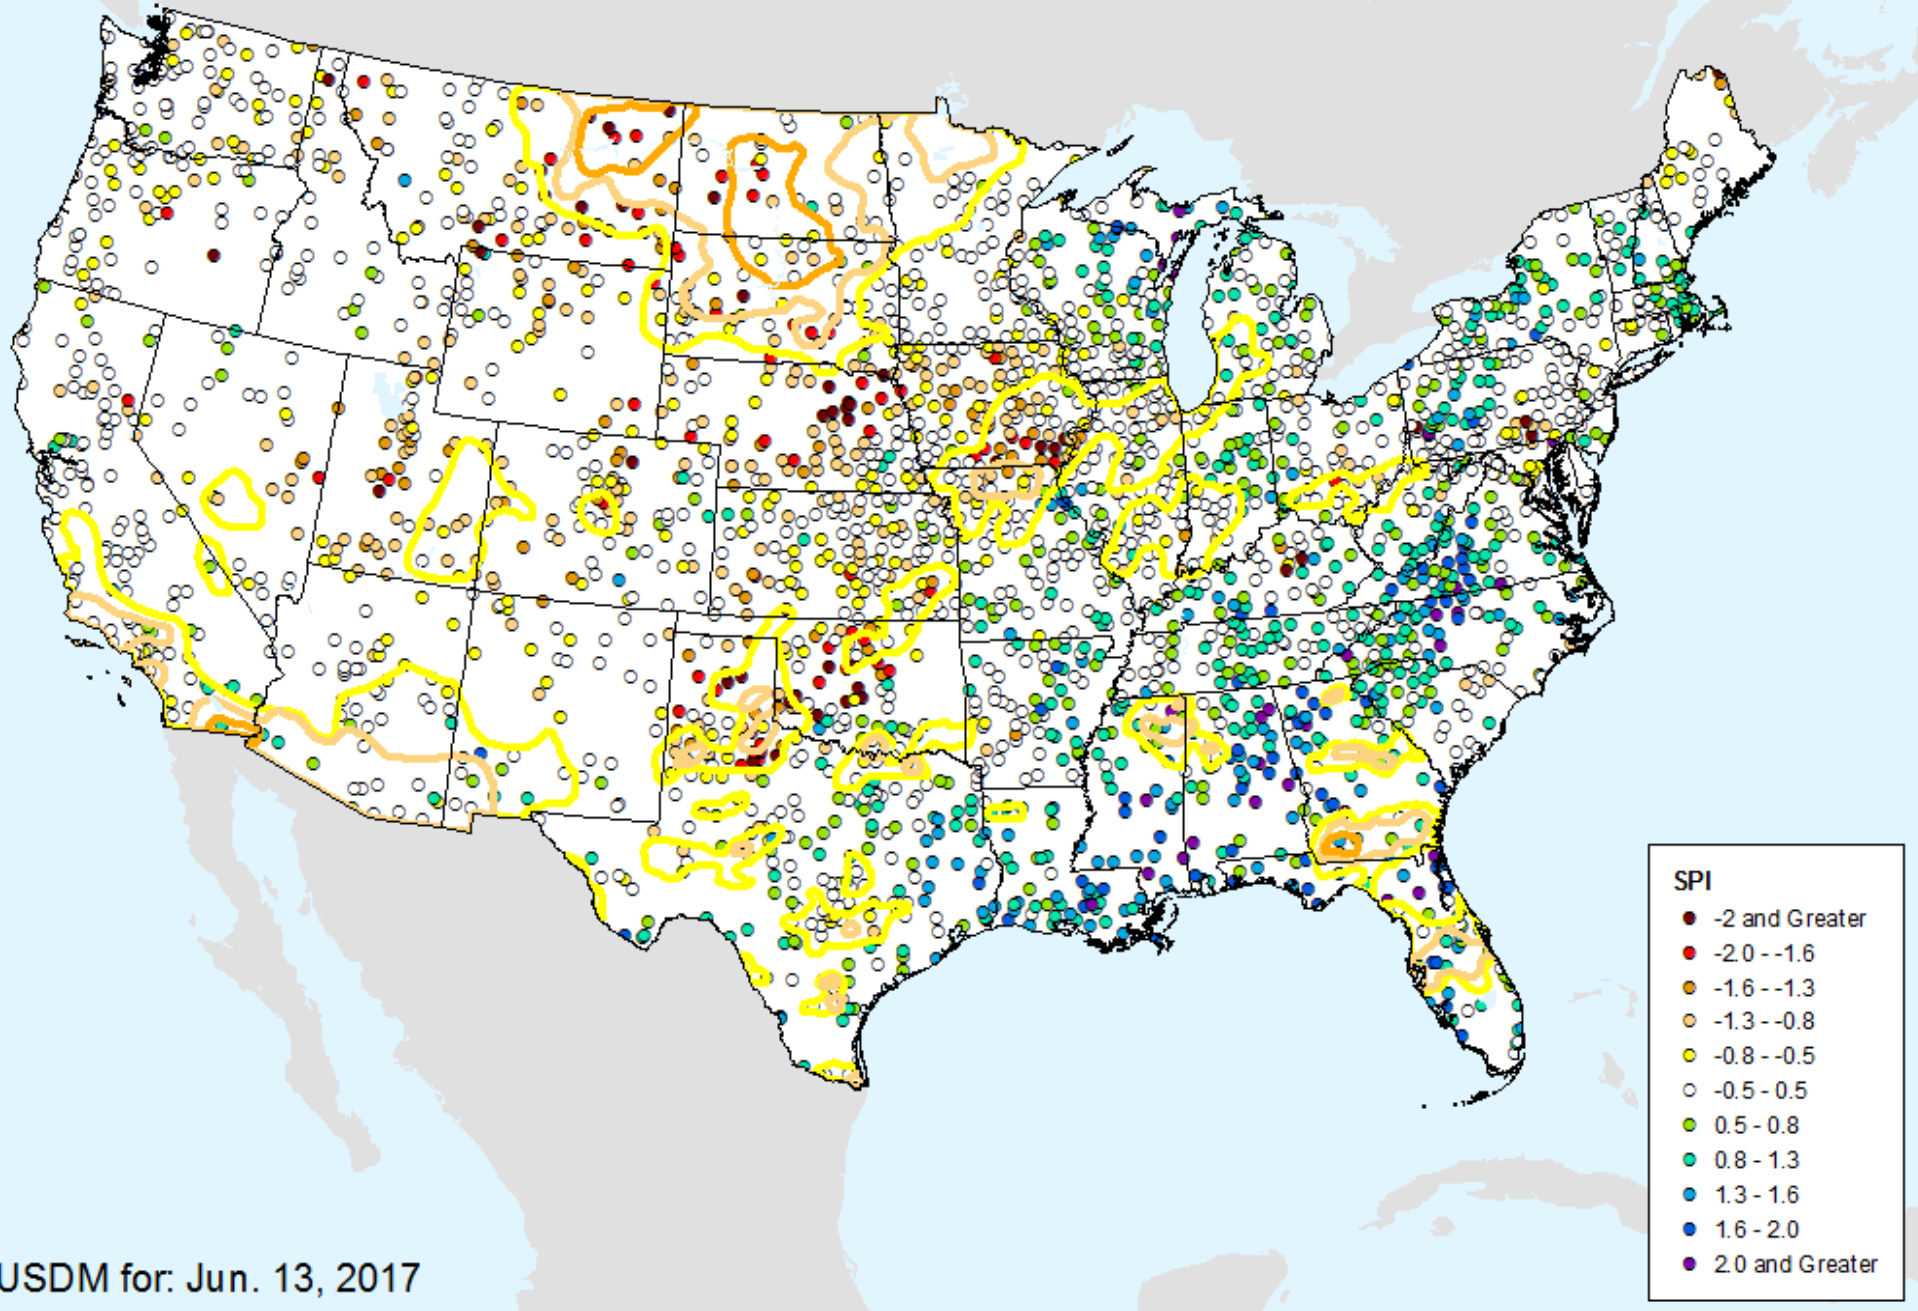 SPI
-2 and Greater
-2.0 - -1.6
-1.6 - -1.3
-1.3 - -0.8
-0.8 - -0.5
-0.5 - 0.5
0.5 - 0.8
0.8 - 1.3
1.3 - 1.6
1.6 - 2.0
2.0 and Greater
USDM for: Jun. 13, 2017